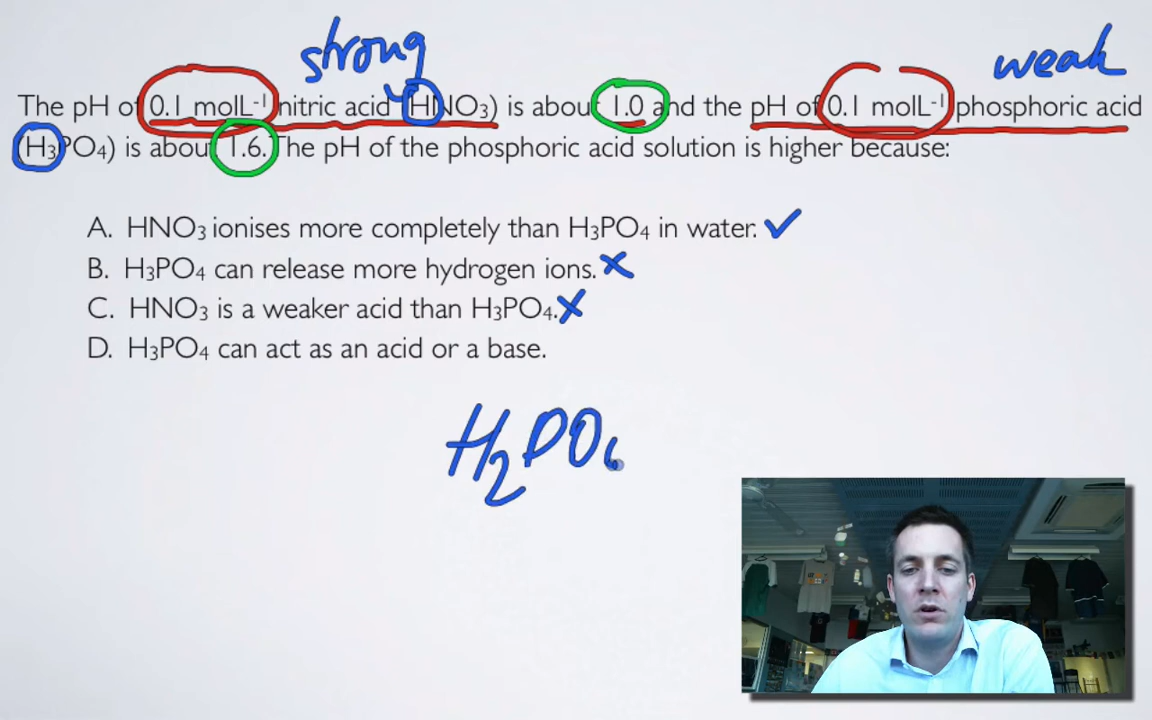 strong
weak
The pH of 0.1 molL⁻¹ nitric acid (HNO₃) is about 1.0 and the pH of 0.1 molL⁻¹ phosphoric acid
(H₃PO₄) is about 1.6. The pH of the phosphoric acid solution is higher because:
A. HNO₃ ionises more completely than H₃PO₄ in water.
B. H₃PO₄ can release more hydrogen ions.
C. HNO₃ is a weaker acid than H₃PO₄.
D. H₃PO₄ can act as an acid or a base.
H₂PO